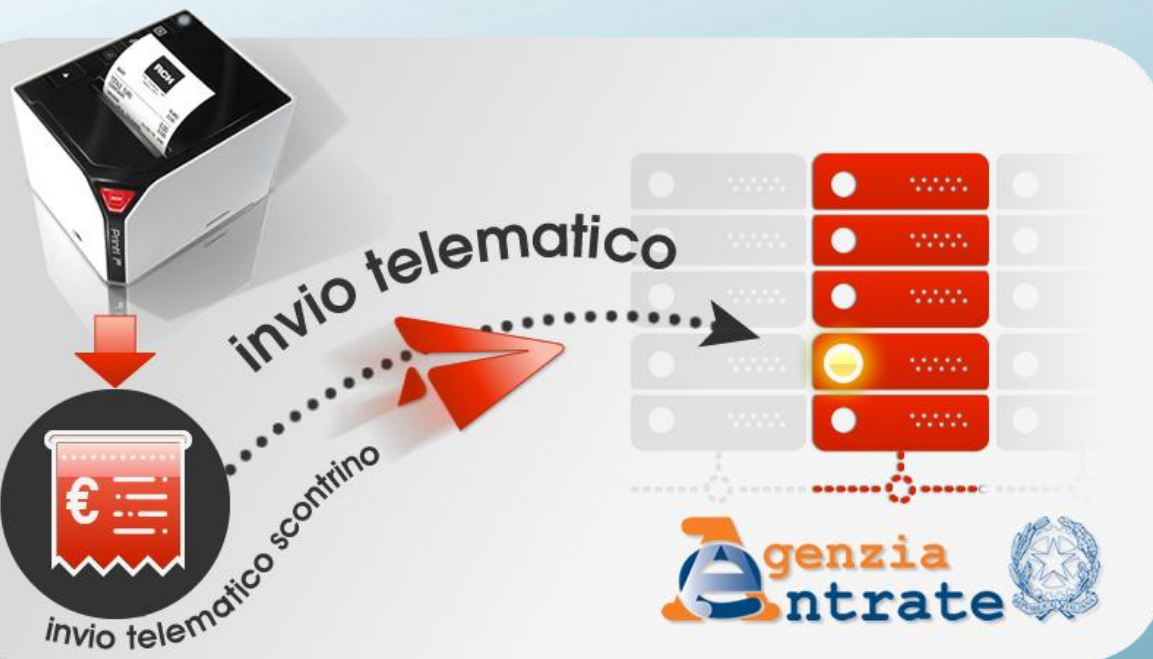 RCH
Print! F
invio telematico
€
invio telematico scontrino
Agenzia
Entrate